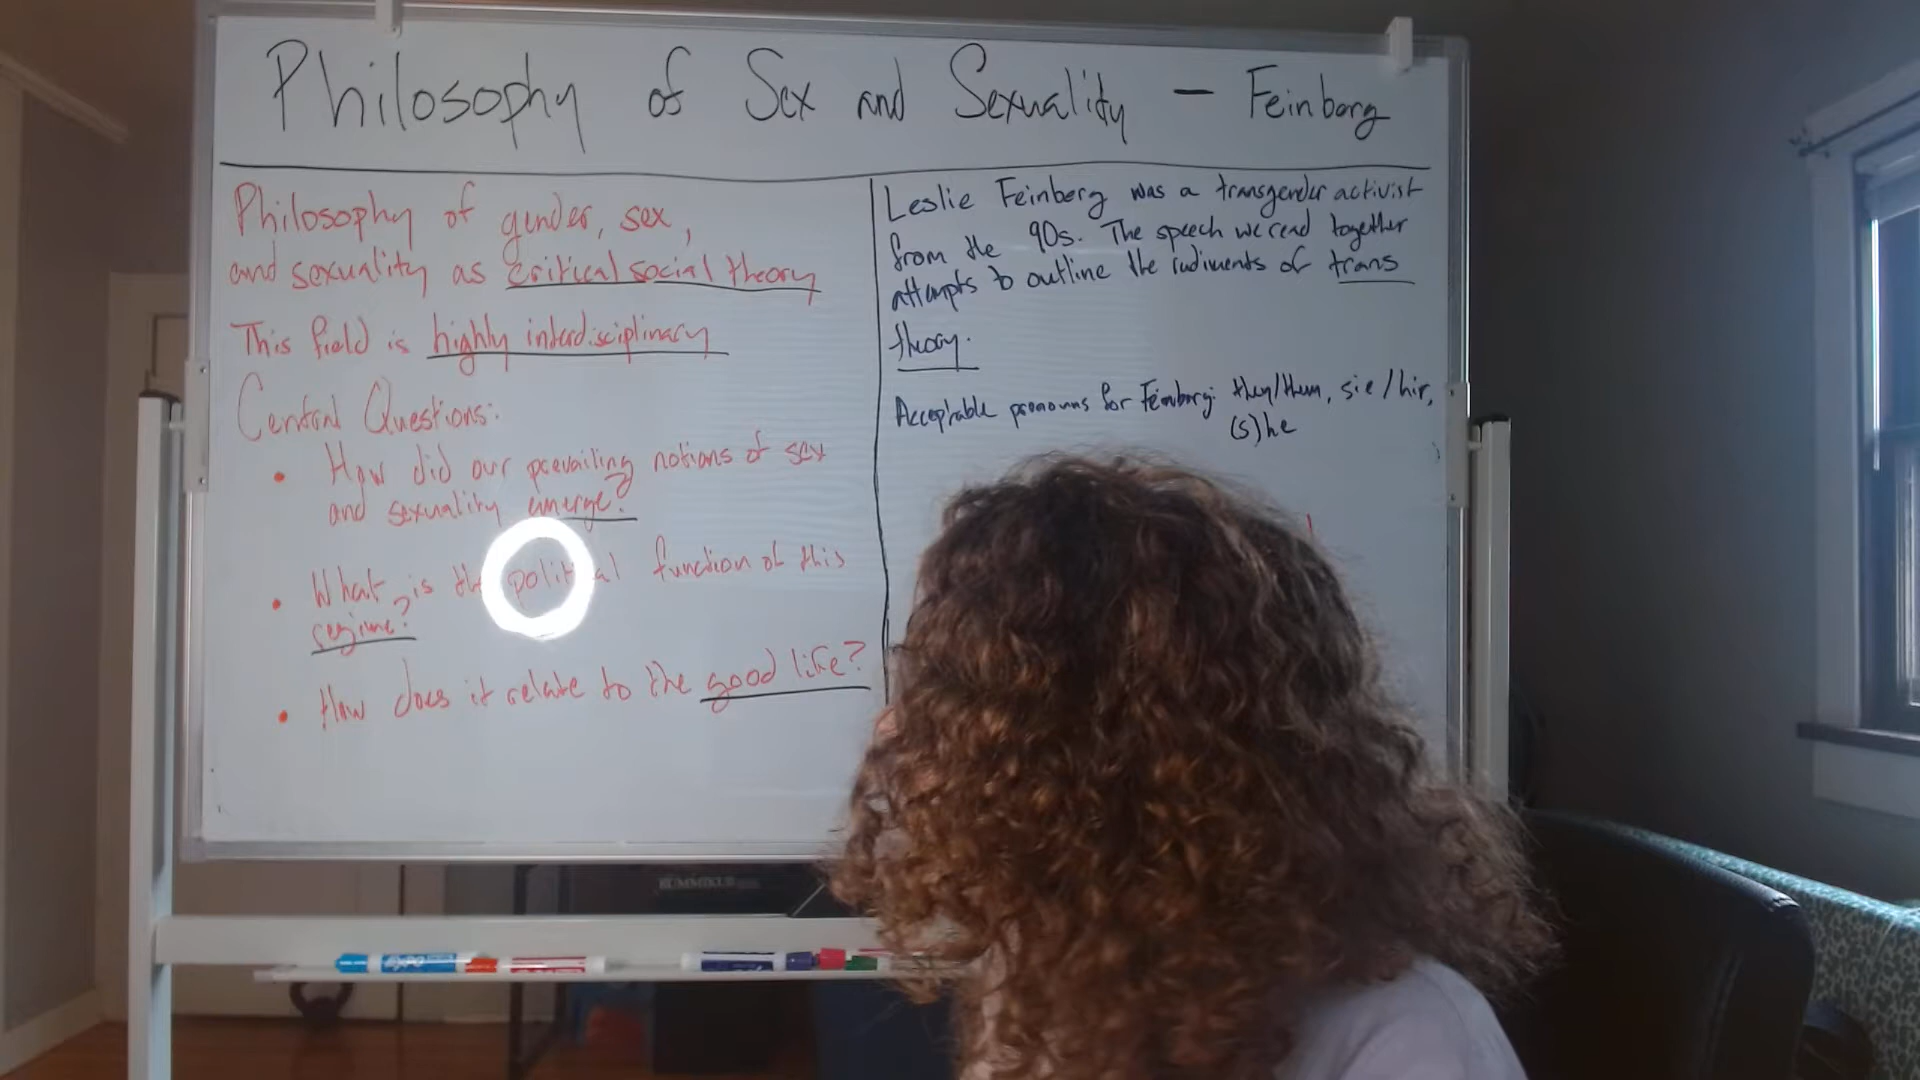 Philosophy of Sex and Sexuality – Feinberg
Philosophy of gender, sex,
and sexuality as critical social theory
This field is highly interdisciplinary
Central Questions:
• How did our prevailing notions of sex
and sexuality emerge?
• What is the political function of this
regime?
• How does it relate to the good life?
Leslie Feinberg was a transgender activist
from the 90s. The speech we read together
attempts to outline the rudiments of trans
theory.
Acceptable pronouns for Feinberg: they/them, sie/hir,
(s)he
RUMMIKUB
EXPO